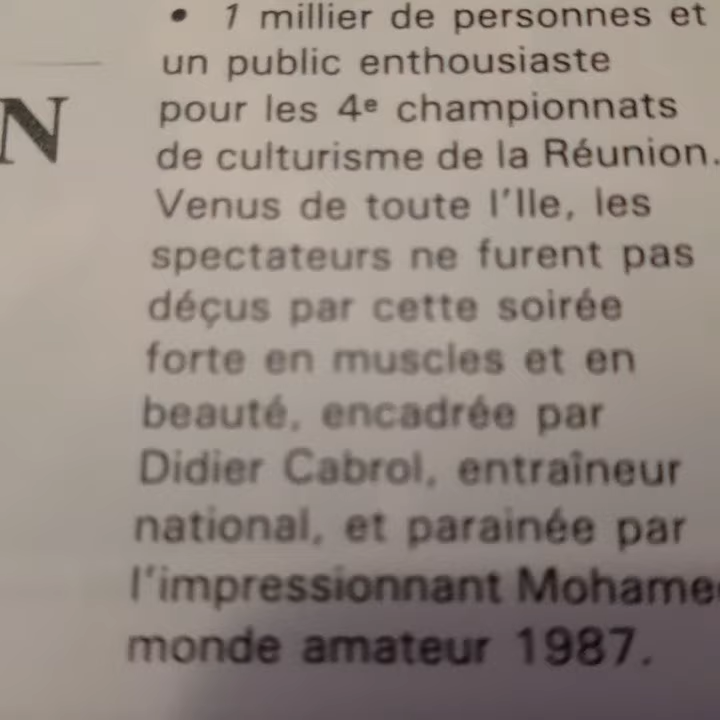 • 1 millier de personnes et
un public enthousiaste
N
pour les 4e championnats
de culturisme de la Réunion.
Venus de toute l'Ile, les
spectateurs ne furent pas
déçus par cette soirée
forte en muscles et en
beauté, encadrée par
Didier Cabrol, entraîneur
national, et parainée par
l'impressionnant Mohame
monde amateur 1987.